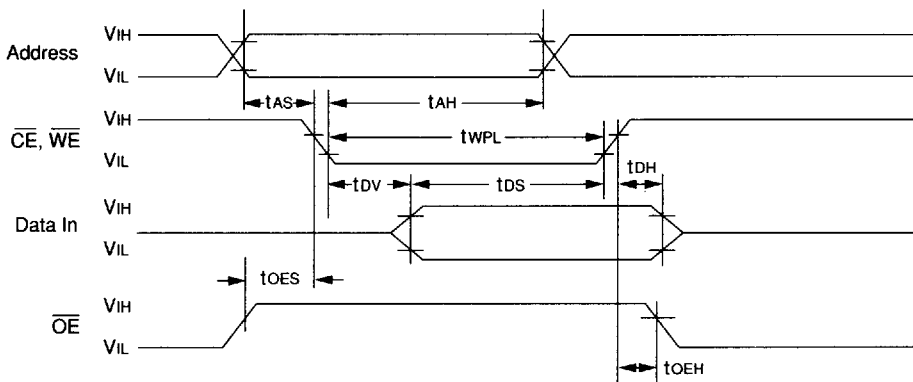 Address
VIH
VIL
tAS
tAH
CE, WE
VIH
VIL
tWPL
tDV
tDS
tDH
Data In
VIH
VIL
tOES
OE
VIH
VIL
tOEH